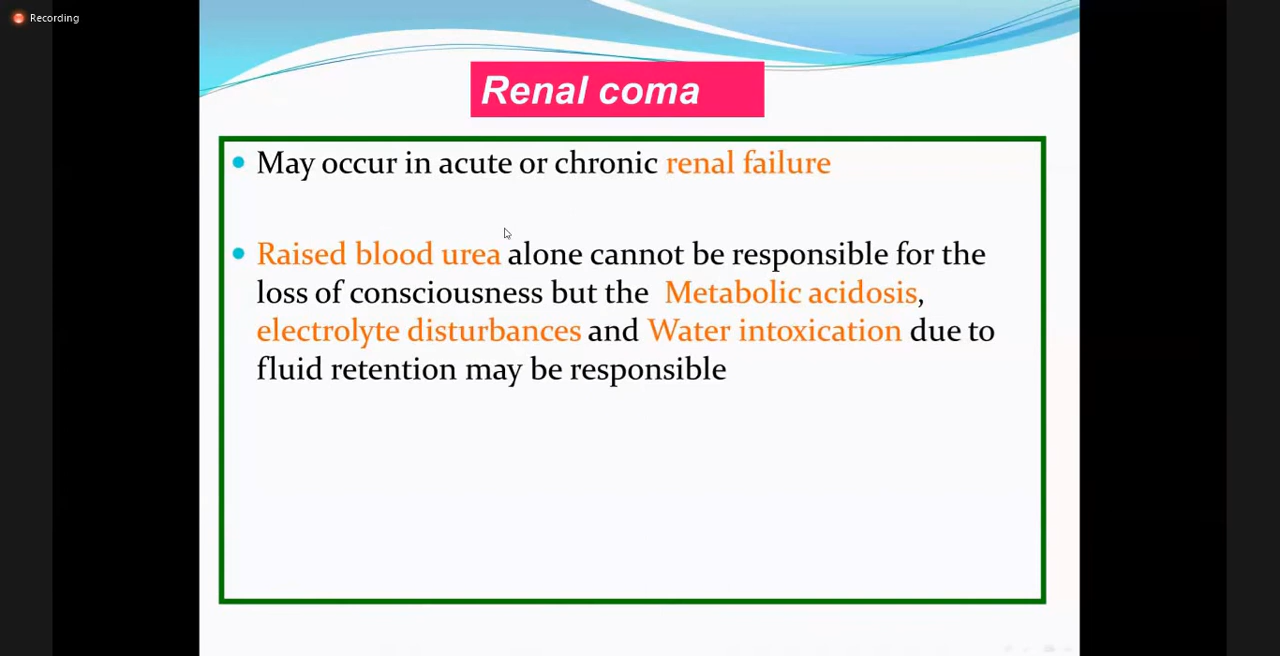 Recording
Renal coma
• May occur in acute or chronic renal failure
• Raised blood urea alone cannot be responsible for the
loss of consciousness but the Metabolic acidosis,
electrolyte disturbances and Water intoxication due to
fluid retention may be responsible